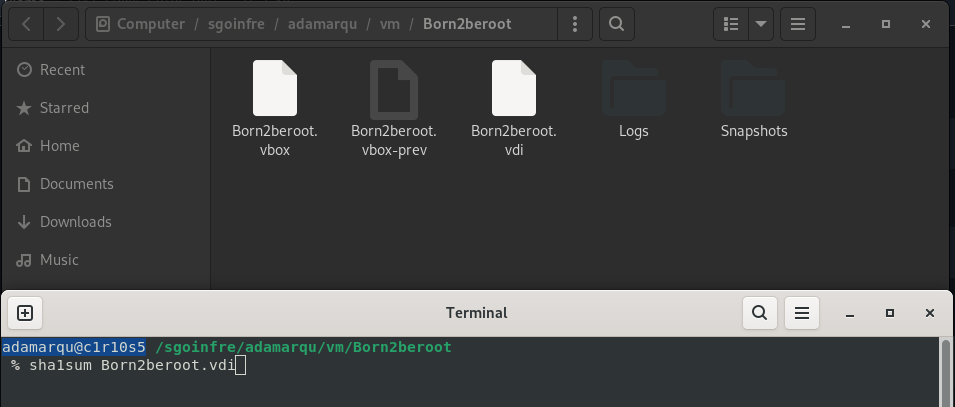 Computer / sgoinfre / adamarqu / vm / Born2beroot
Recent
Starred
Home
Documents
Downloads
Music
Born2beroot.
vbox
Born2beroot.
vbox-prev
Born2beroot.
vdi
Logs
Snapshots
Terminal
adamarqu@c1r10s5 /sgoinfre/adamarqu/vm/Born2beroot
% sha1sum Born2beroot.vdi